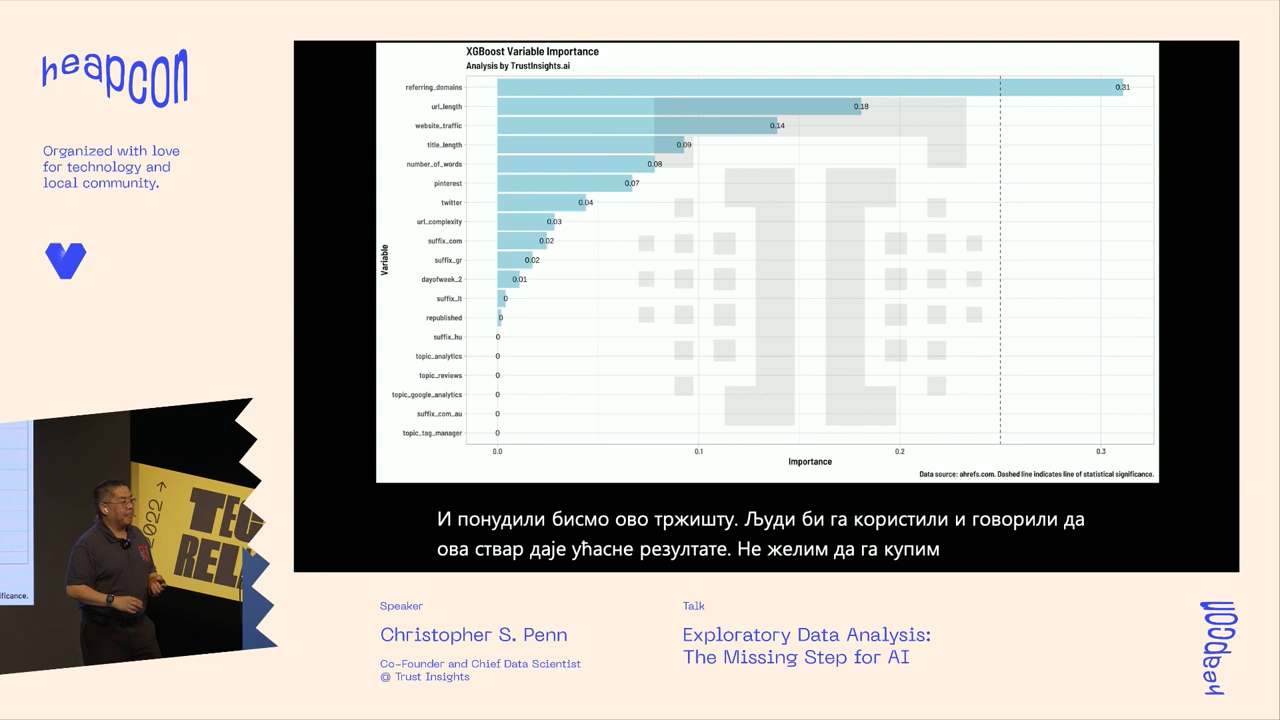 heapcon
Organized with love
for technology and
local community.
XGBoost Variable Importance
Analysis by TrustInsights.ai
Variable
referring_domains
0.31
url_length
0.18
website_traffic
0.14
title_length
0.09
number_of_words
0.08
pinterest
0.07
twitter
0.04
url_complexity
0.03
suffix_com
0.02
suffix_gr
0.02
dayofweek_2
0.01
suffix_lt
0
republished
0
suffix_hu
0
topic_analytics
0
topic_reviews
0
topic_google_analytics
0
suffix_com_au
0
topic_tag_manager
0
0.0 0.1 0.2 0.3
Importance
Data source: ahrefs.com. Dashed line indicates line of statistical significance.
И понудили бисмо ово тржишту. Људи би га користили и говорили да
ова ствар даје ућасне резултате. Не желим да га купим
2022
TEC
REL
ificance.
Speaker
Christopher S. Penn
Co-Founder and Chief Data Scientist
@ Trust Insights
Talk
Exploratory Data Analysis:
The Missing Step for AI
heapcon